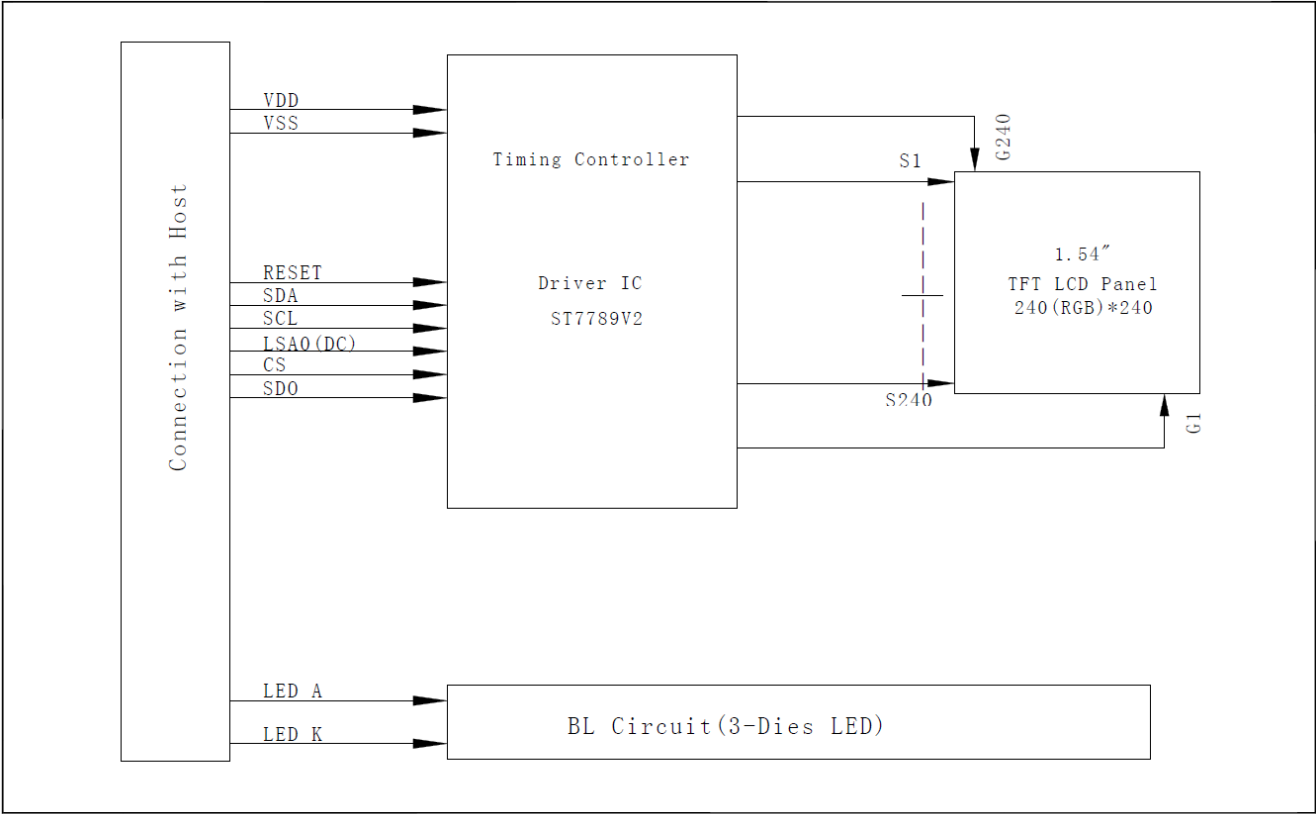 Connection with Host
VDD
VSS
RESET
SDA
SCL
LSA0(DC)
CS
SDO
LED A
LED K
Timing Controller
Driver IC
ST7789V2
G240
S1
S240
G1
1.54″
TFT LCD Panel
240(RGB)*240
BL Circuit(3-Dies LED)